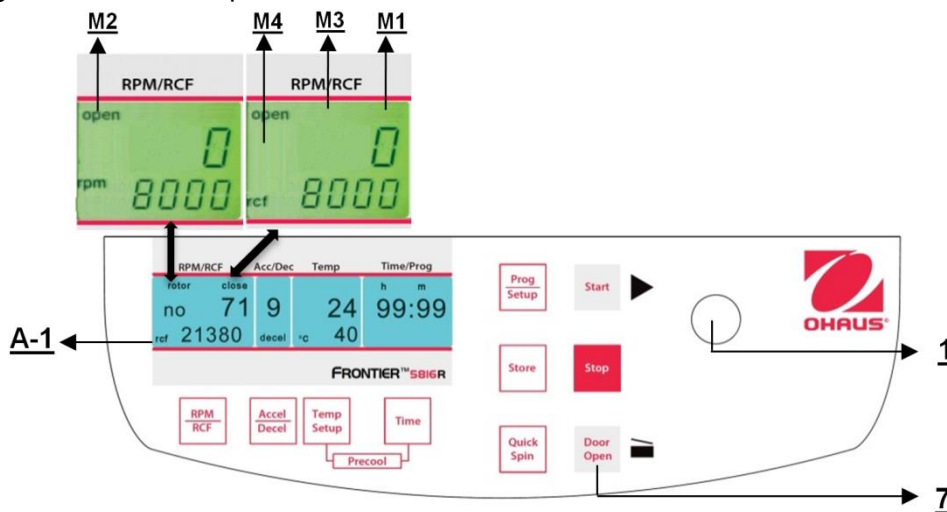 M2
M4
M3
M1
RPM/RCF
open
0
rpm
8000
RPM/RCF
open
0
rcf
8000
RPM/RCF
Acc/Dec
Temp
Time/Prog
rotor
close
h
m
no
71
9
24
99:99
rcf
21380
decel
°C
40
A-1
FRONTIER™ 5816R
RPM
RCF
Accel
Decel
Temp
Setup
Time
Precool
Prog
Setup
Start
Store
Stop
Quick
Spin
Door
Open
OHAUS®
1
7